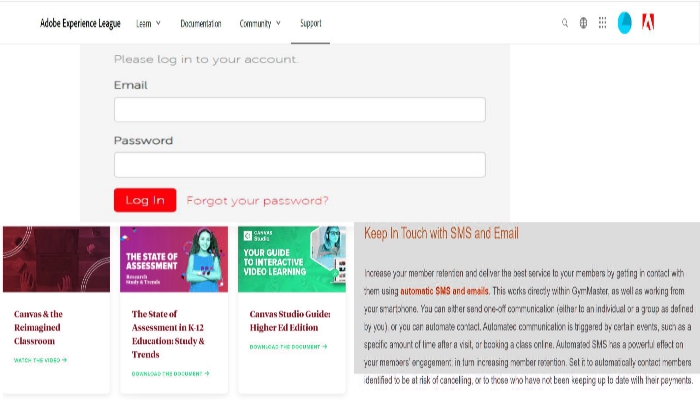 Adobe Experience League Learn Documentation Community Support
Please log in to your account.
Email
Password
Log In Forgot your password?
THE STATE OF
ASSESSMENT
Research
Study & Trends
CANVAS
Studio
YOUR GUIDE
TO INTERACTIVE
VIDEO LEARNING
Canvas & the
Reimagined
Classroom
WATCH THE VIDEO →
The State of
Assessment in K-12
Education: Study &
Trends
DOWNLOAD THE DOCUMENT →
Canvas Studio Guide:
Higher Ed Edition
DOWNLOAD THE DOCUMENT →
Keep In Touch with SMS and Email
Increase your member retention and deliver the best service to your members by getting in contact with
them using automatic SMS and emails. This works directly within GymMaster, as well as working from
your smartphone. You can either send one-off communication (either to an individual or a group as defined
by you), or you can automate contact. Automated communication is triggered by certain events, such as a
specific amount of time after a visit, or booking a class online. Automated SMS has a powerful effect on
your members' engagement; in turn increasing member retention. Set it to automatically contact members
identified to be at risk of cancelling, or to those who have not been keeping up to date with their payments.